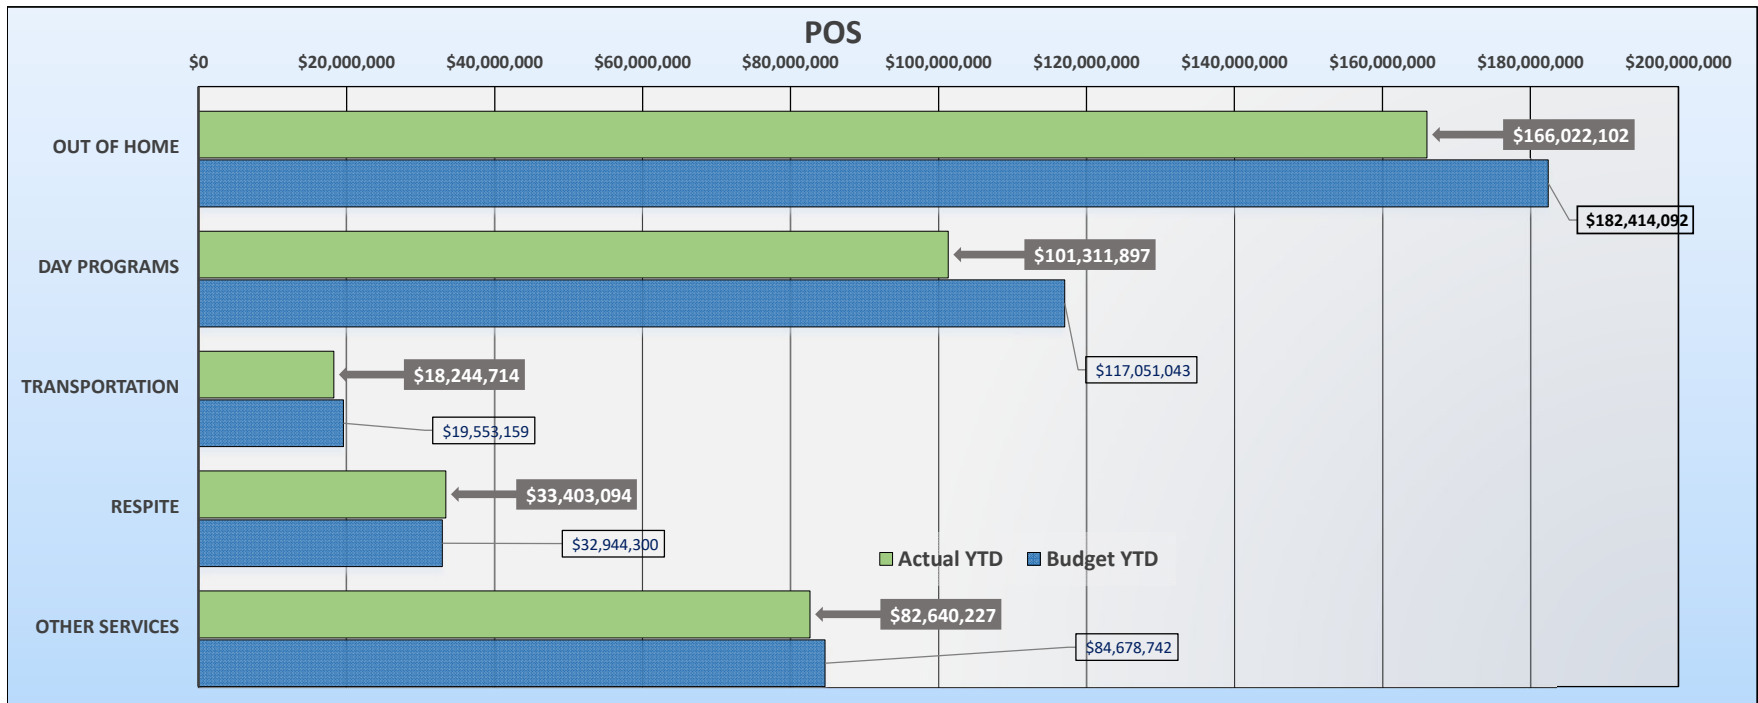 POS
$0 $20,000,000 $40,000,000 $60,000,000 $80,000,000 $100,000,000 $120,000,000 $140,000,000 $160,000,000 $180,000,000 $200,000,000
OUT OF HOME
$166,022,102
$182,414,092
DAY PROGRAMS
$101,311,897
$117,051,043
TRANSPORTATION
$18,244,714
$19,553,159
RESPITE
$33,403,094
$32,944,300
Actual YTD Budget YTD
OTHER SERVICES
$82,640,227
$84,678,742